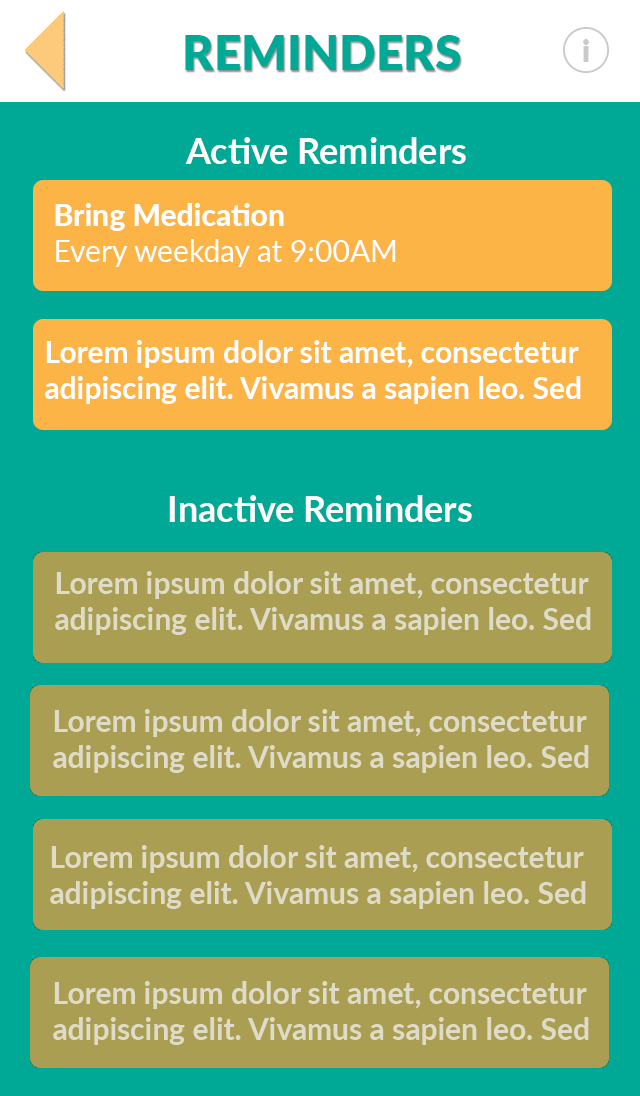 REMINDERS
i
Active Reminders
Bring Medication
Every weekday at 9:00AM
Lorem ipsum dolor sit amet, consectetur
adipiscing elit. Vivamus a sapien leo. Sed
Inactive Reminders
Lorem ipsum dolor sit amet, consectetur
adipiscing elit. Vivamus a sapien leo. Sed
Lorem ipsum dolor sit amet, consectetur
adipiscing elit. Vivamus a sapien leo. Sed
Lorem ipsum dolor sit amet, consectetur
adipiscing elit. Vivamus a sapien leo. Sed
Lorem ipsum dolor sit amet, consectetur
adipiscing elit. Vivamus a sapien leo. Sed